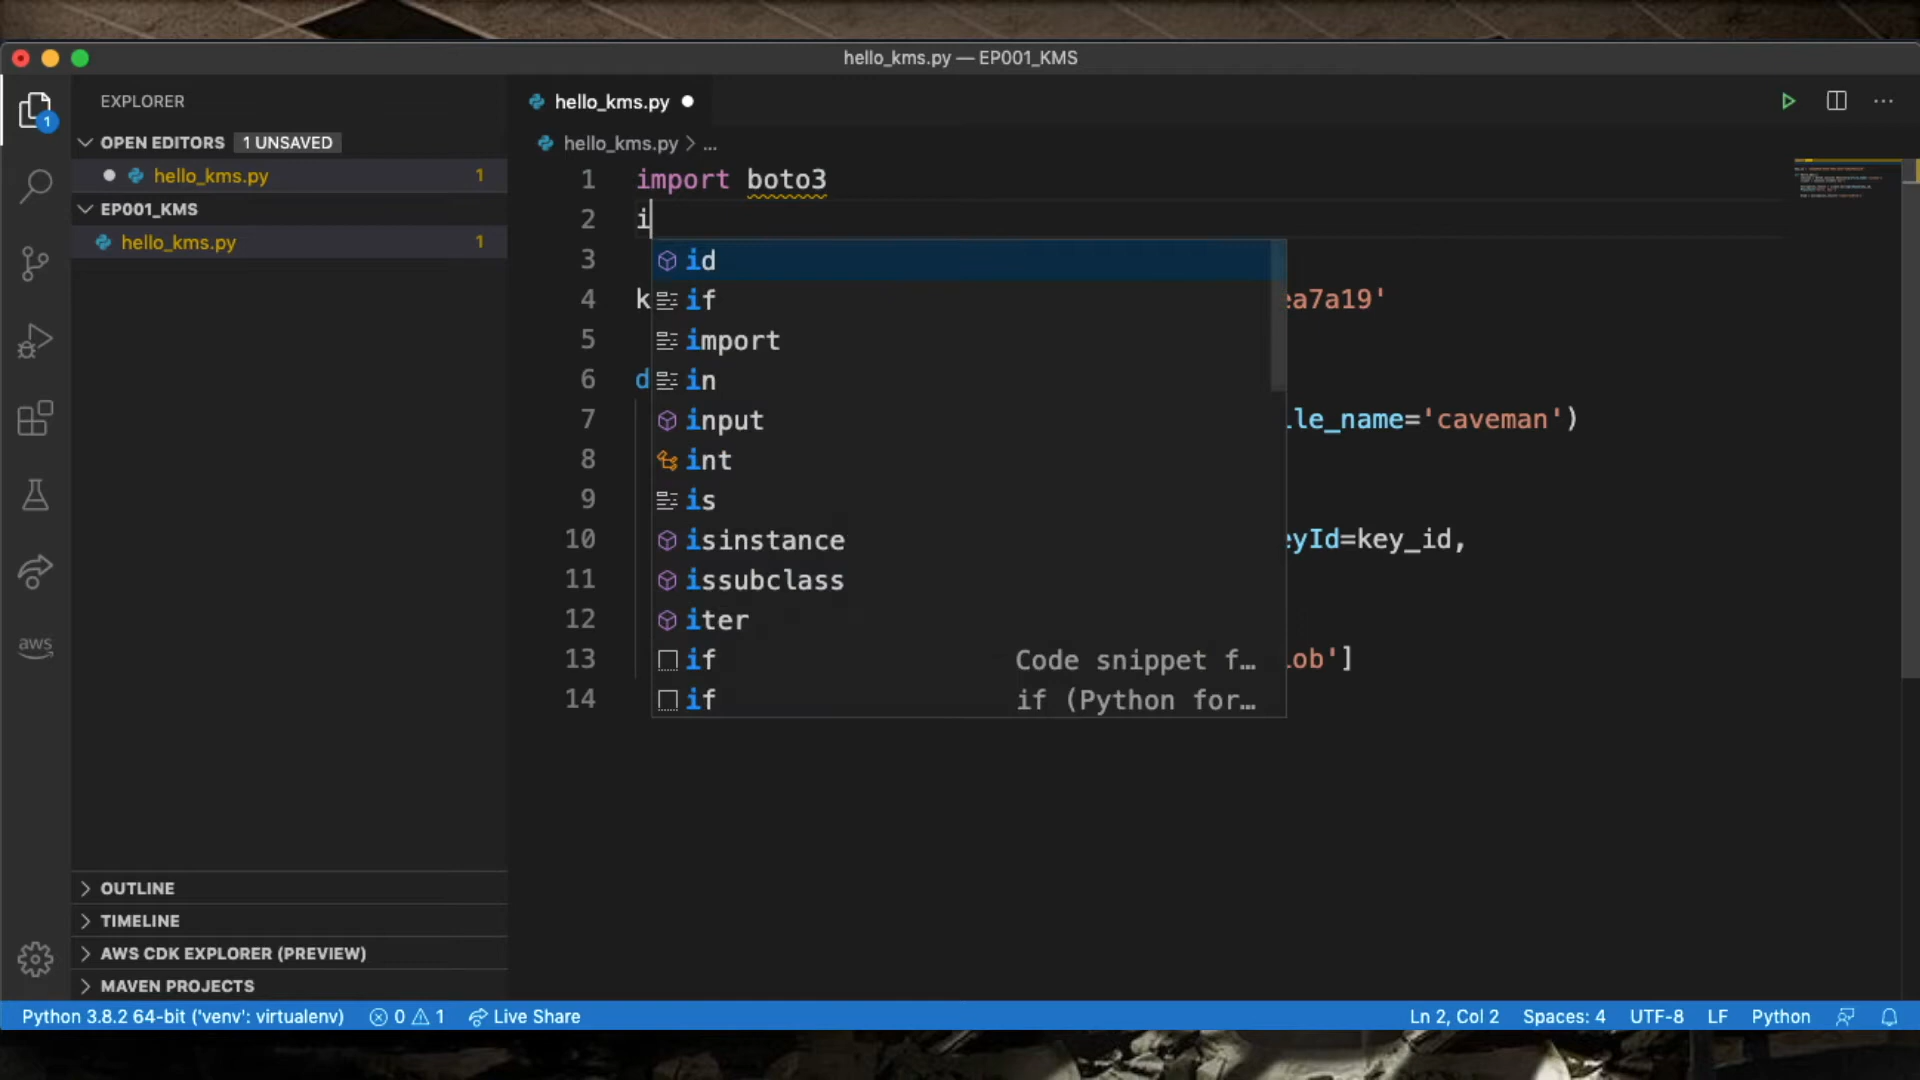 hello_kms.py — EP001_KMS
EXPLORER
OPEN EDITORS 1 UNSAVED
hello_kms.py 1
EP001_KMS
hello_kms.py 1
OUTLINE
TIMELINE
AWS CDK EXPLORER (PREVIEW)
MAVEN PROJECTS
1
aws
hello_kms.py
hello_kms.py > ...
1 import boto3
2 i
3 id
4 k if ea7a19'
5 import
6 d in
7 input le_name='caveman')
8 int
9 is
10 isinstance eyId=key_id,
11 issubclass
12 iter
13 if Code snippet f… lob']
14 if if (Python for…
Python 3.8.2 64-bit ('venv': virtualenv) 0 1 Live Share Ln 2, Col 2 Spaces: 4 UTF-8 LF Python